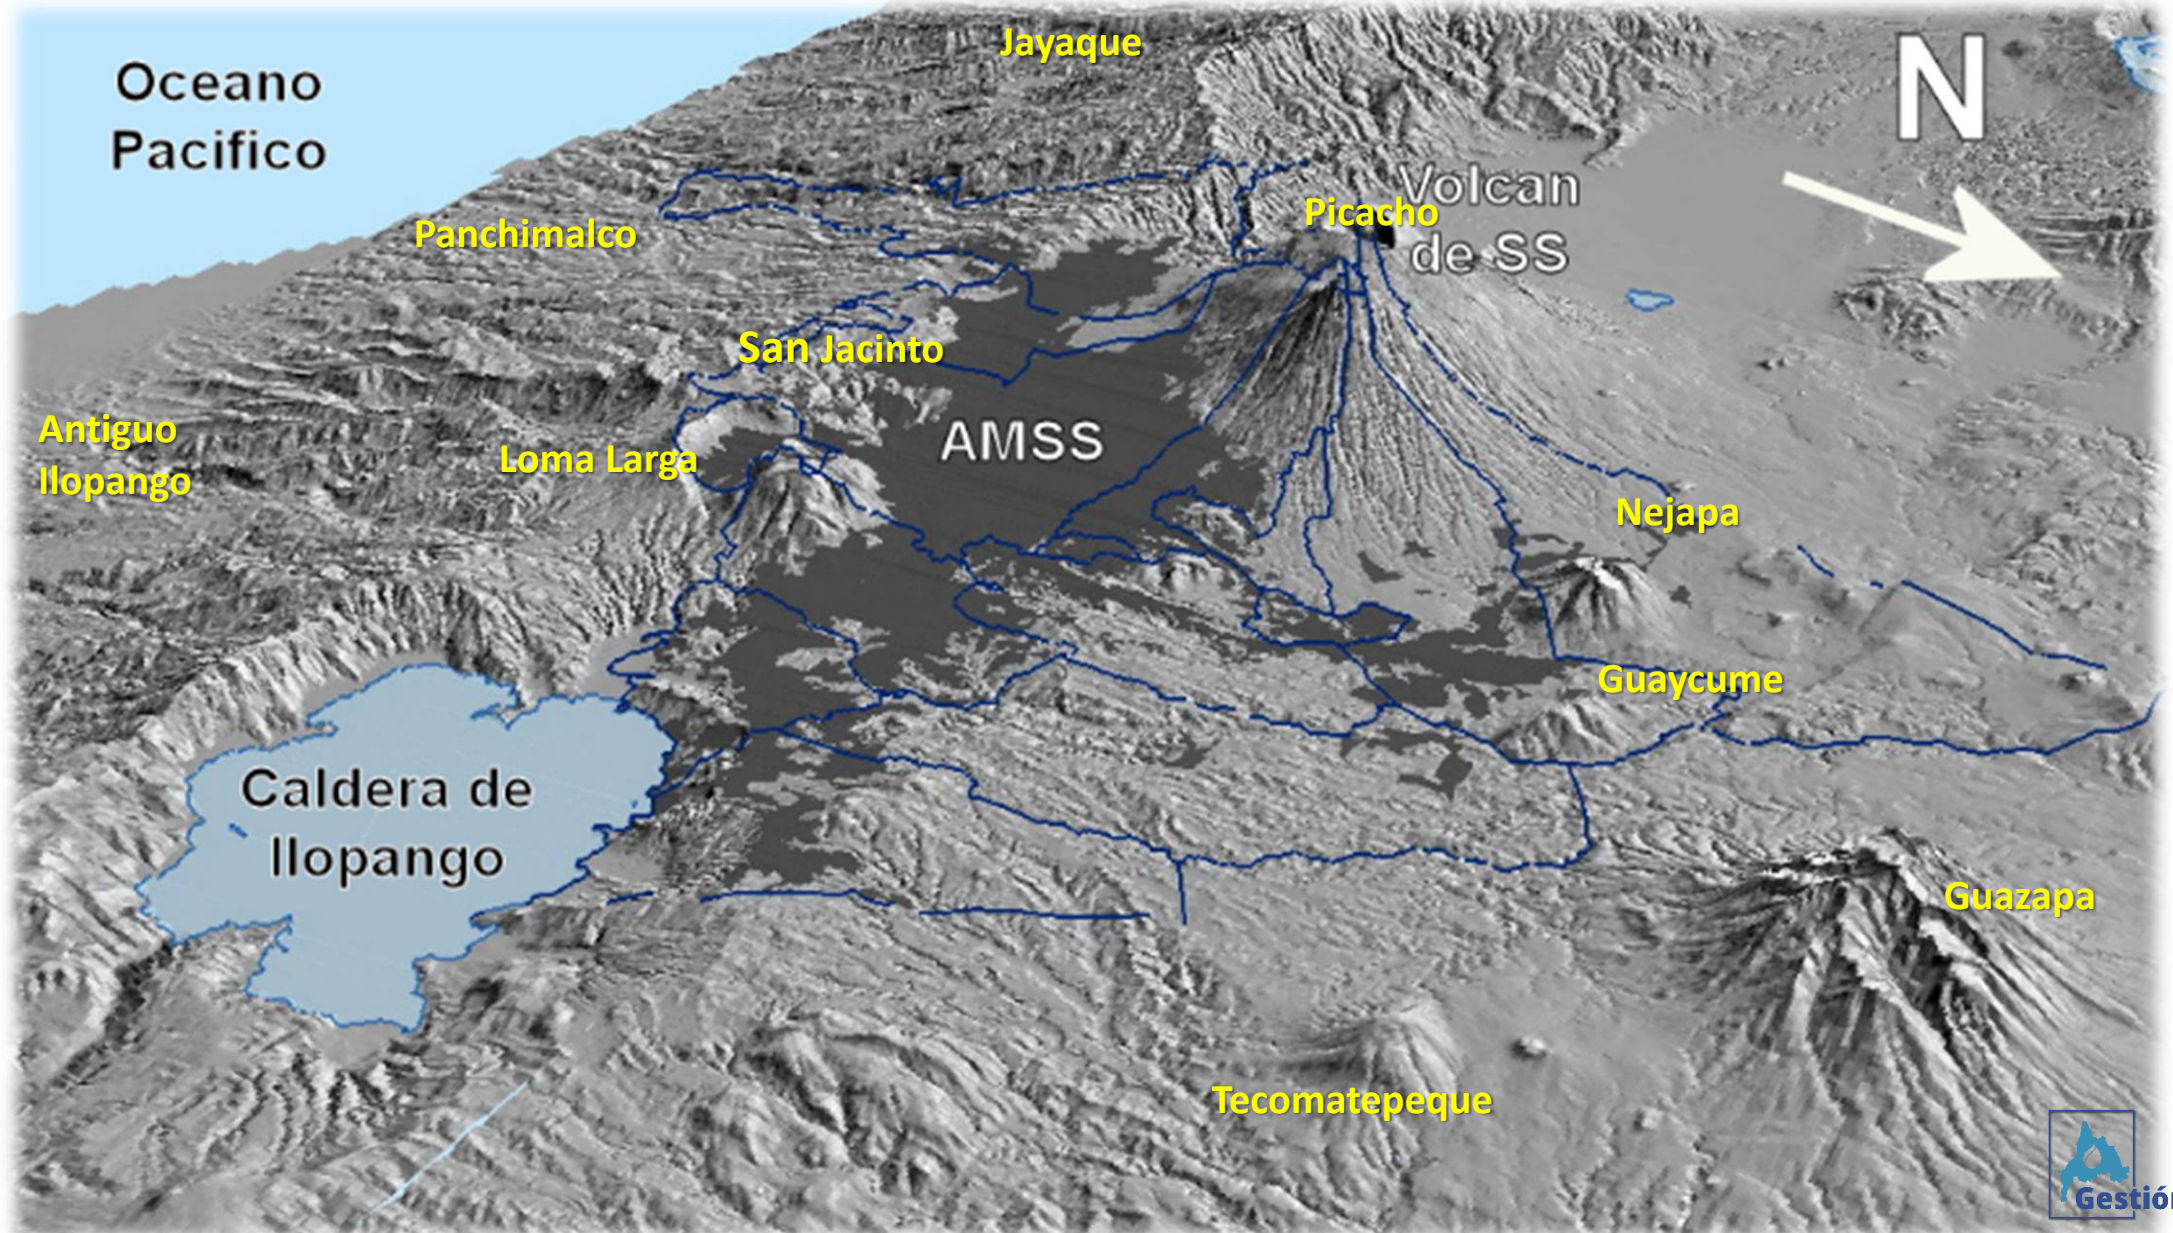 Jayaque
Oceano
Pacifico
N
Volcan
de SS
Picacho
Panchimalco
San Jacinto
Antiguo
Ilopango
Loma Larga
AMSS
Nejapa
Guaycume
Caldera de
Ilopango
Guazapa
Tecomatepeque
Gestión